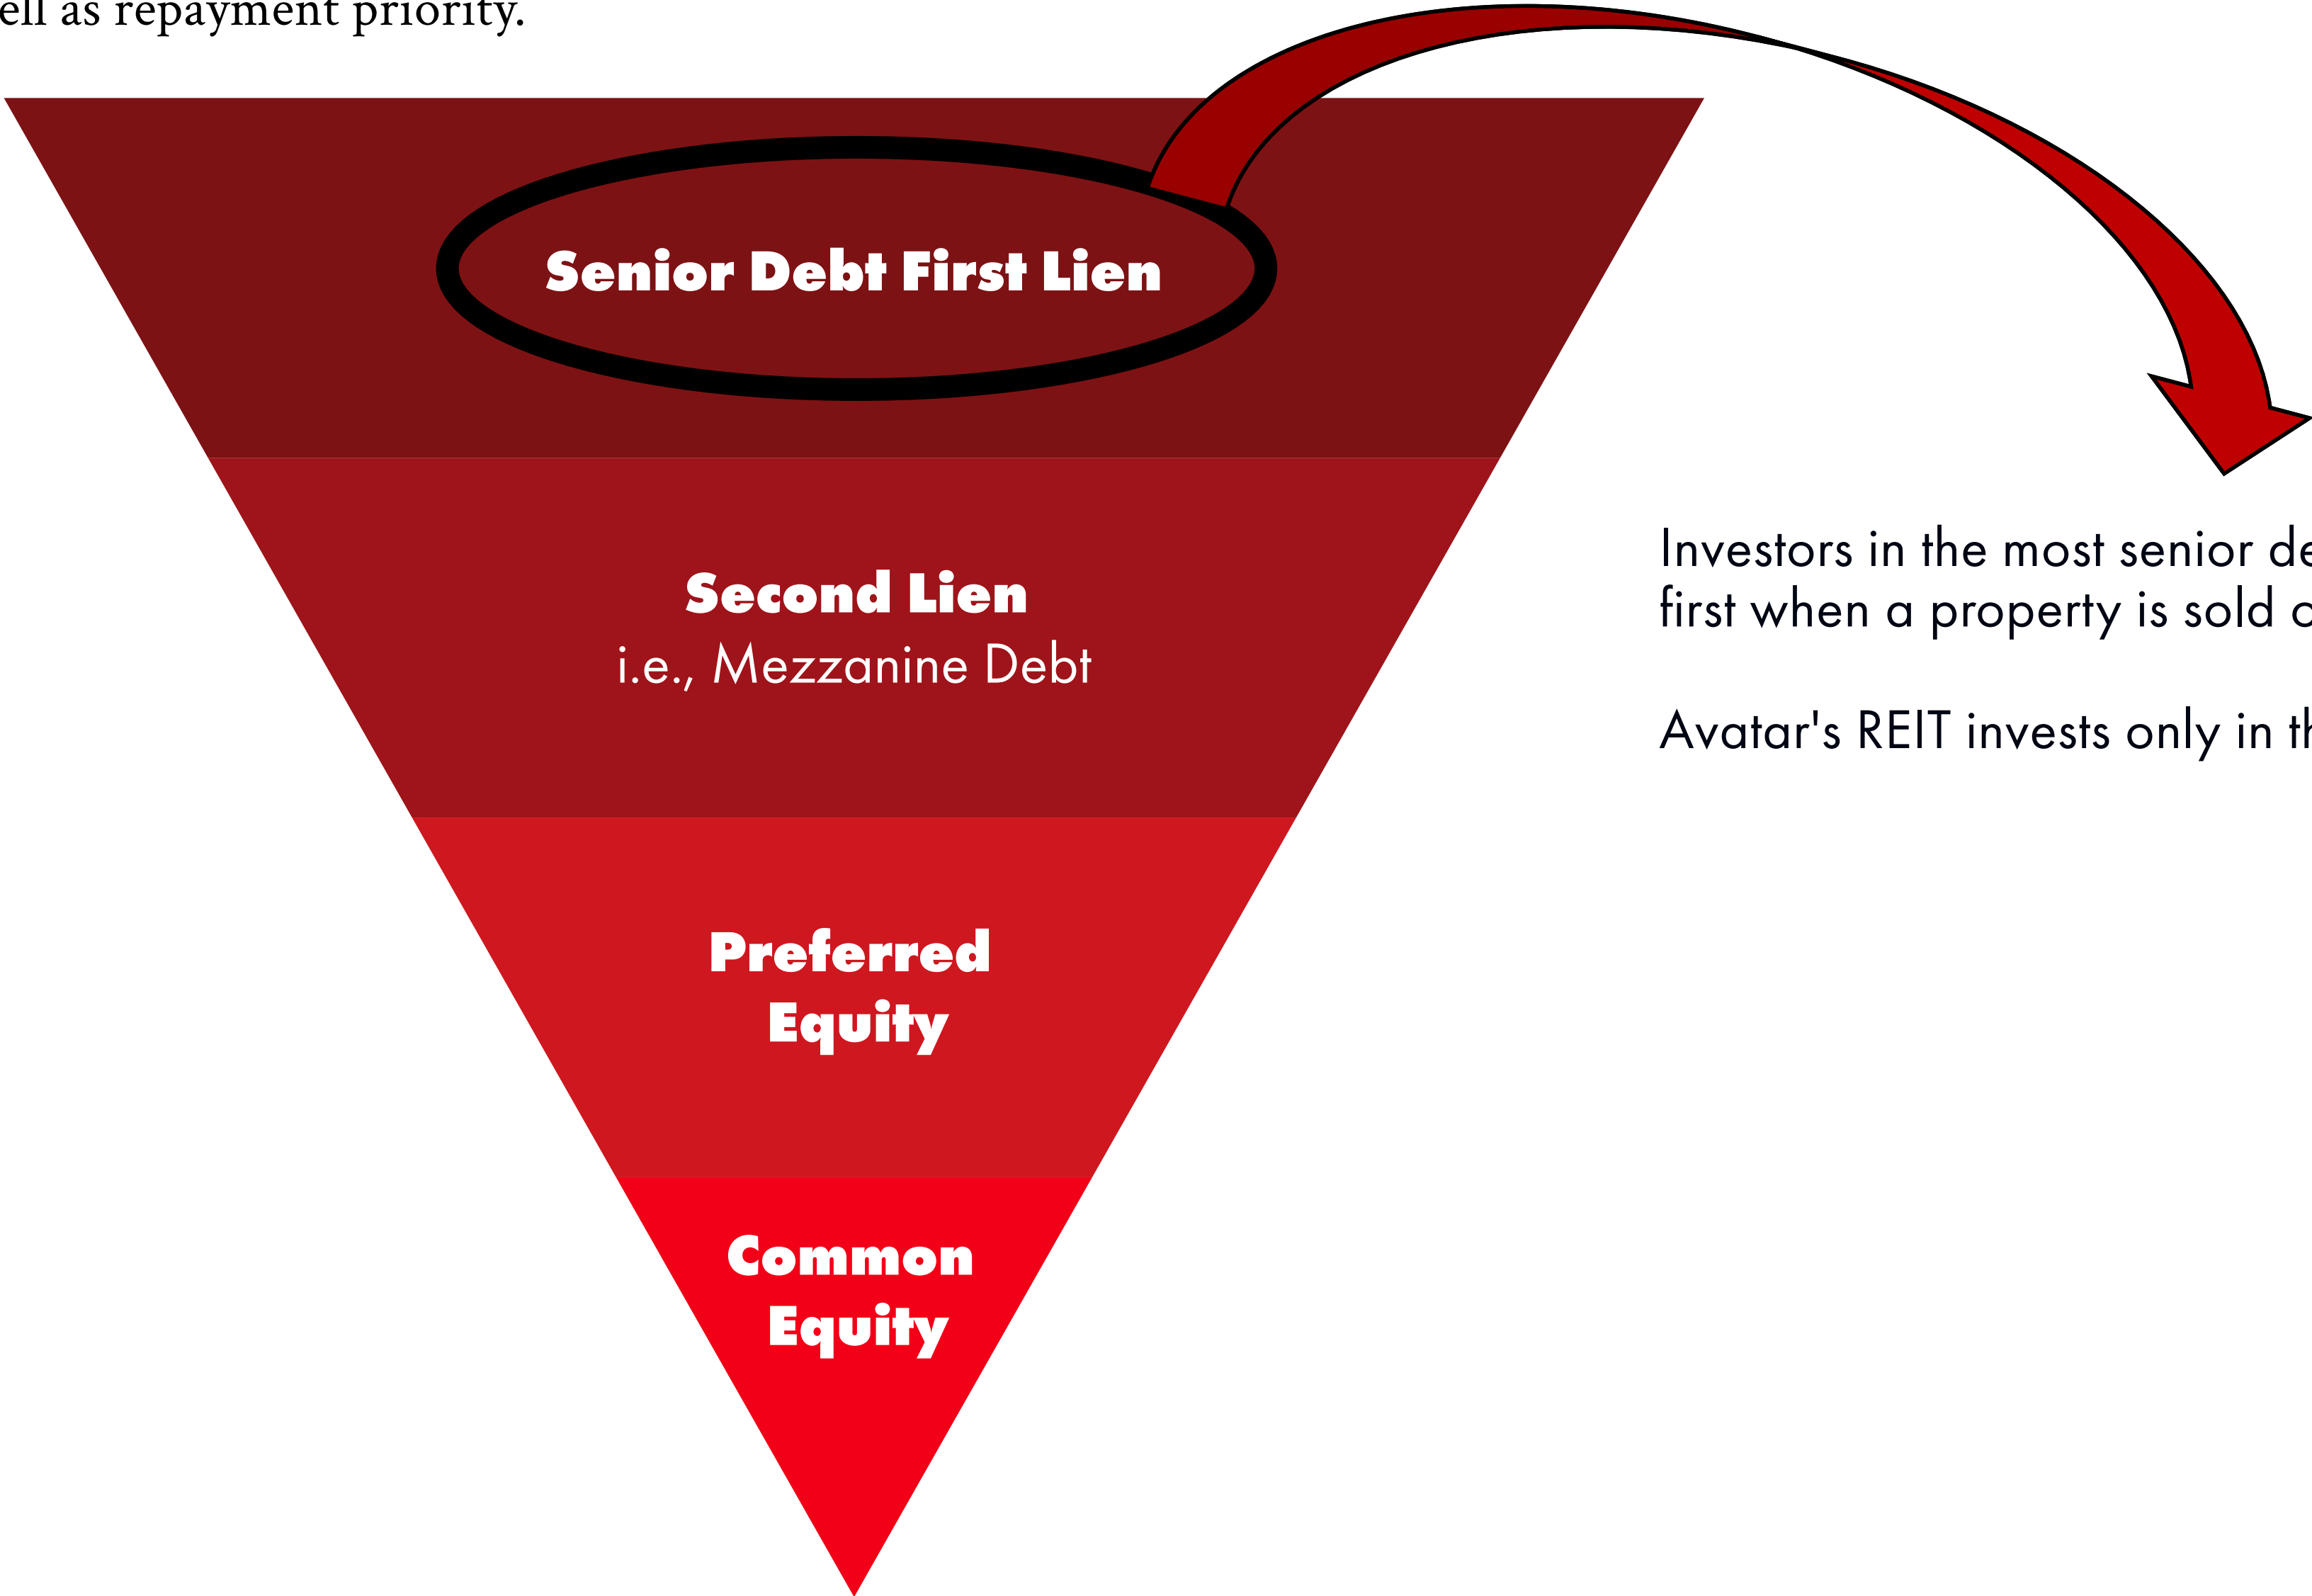 as repayment priority.
Senior Debt First Lien
Second Lien
i.e., Mezzanine Debt
Preferred
Equity
Common
Equity
Investors in the most senior
first when a property is sold
Avatar's REIT invests only in